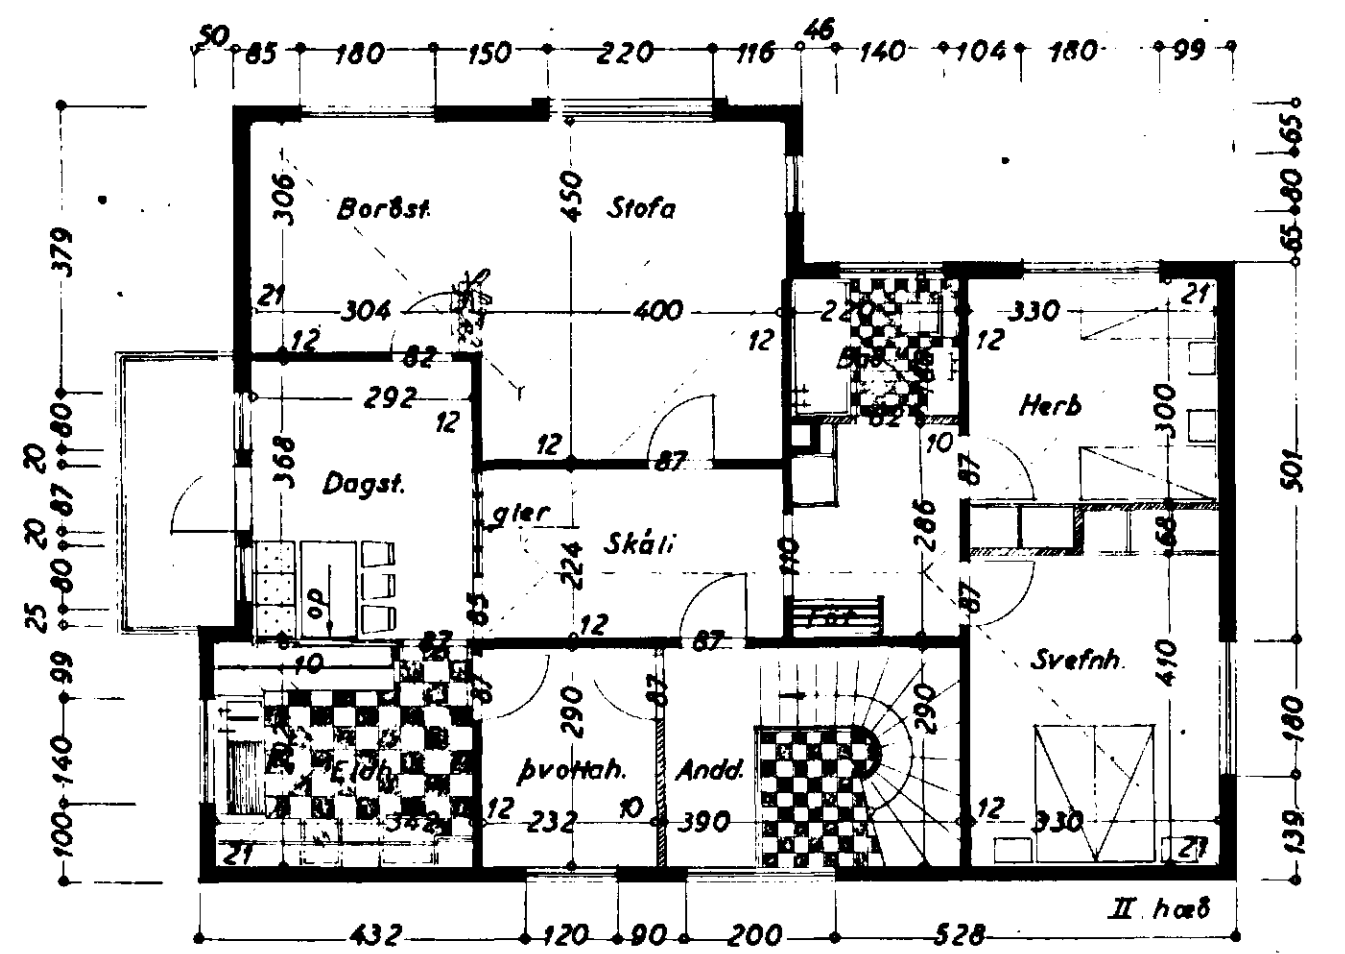 50 85 180 150 220 116 46 140 104 180 99
379 80 20 87 20 80 25 99 140 100
65 80 65 501 180 139
306 Borðst. 450 Stofa
21 304 400 220 330 21
12 82 12 12
292 12 12 87 82 10
Bað
Herb 300
368 Dagst. 87
gler Skáli 224 110 286 68
op 85 12 87 87
10 87 87 87
Svefnh. 410
290 290
Eldh. Þvottah. Andd.
342 12 232 10 390 12 330
21 21
II hæð
432 120 90 200 528